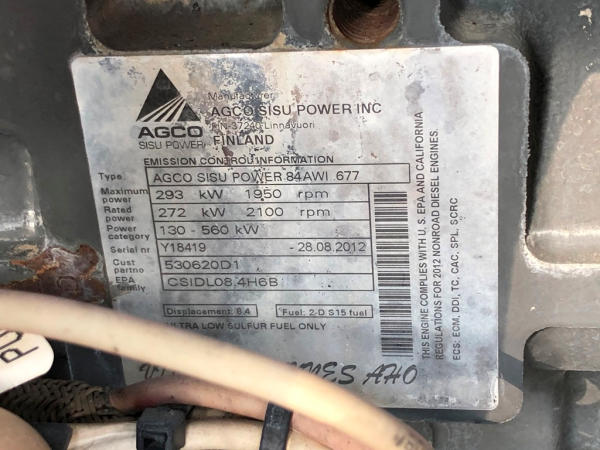 Manufacturer
AGCO SISU POWER INC
FIN-37240 Linnavuori
FINLAND
AGCO
SISU POWER
EMISSION CONTROL INFORMATION
Type AGCO SISU POWER 84AWI .677
Maximum power 293 kW 1950 rpm
Rated power 272 kW 2100 rpm
Power category 130 - 560 kW
Serial nr Y18419 - 28.08.2012
Cust partno 530620D1
EPA family CSIDL08.4H6B
Displacement: 8.4 Fuel: 2-D S15 fuel
ULTRA LOW SULFUR FUEL ONLY
AHO
THIS ENGINE COMPLIES WITH U. S. EPA AND CALIFORNIA
REGULATIONS FOR 2012 NONROAD DIESEL ENGINES.
ECS: ECM, DDI, TC, CAC, SPL, SCRC